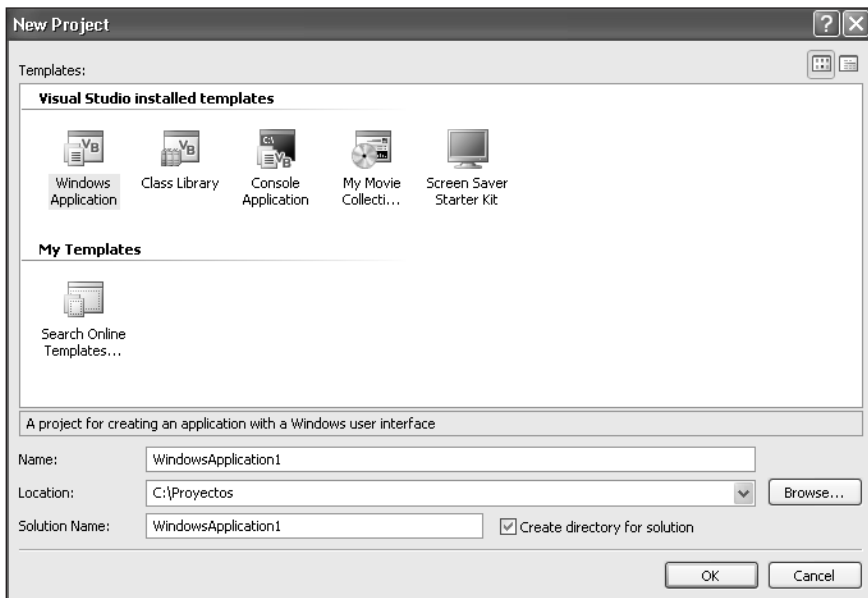 New Project
Templates:
Visual Studio installed templates
Windows
Application
Class Library
Console
Application
My Movie
Collecti...
Screen Saver
Starter Kit
My Templates
Search Online
Templates...
A project for creating an application with a Windows user interface
Name:
WindowsApplication1
Location:
C:\Proyectos
Browse...
Solution Name:
WindowsApplication1
Create directory for solution
OK
Cancel